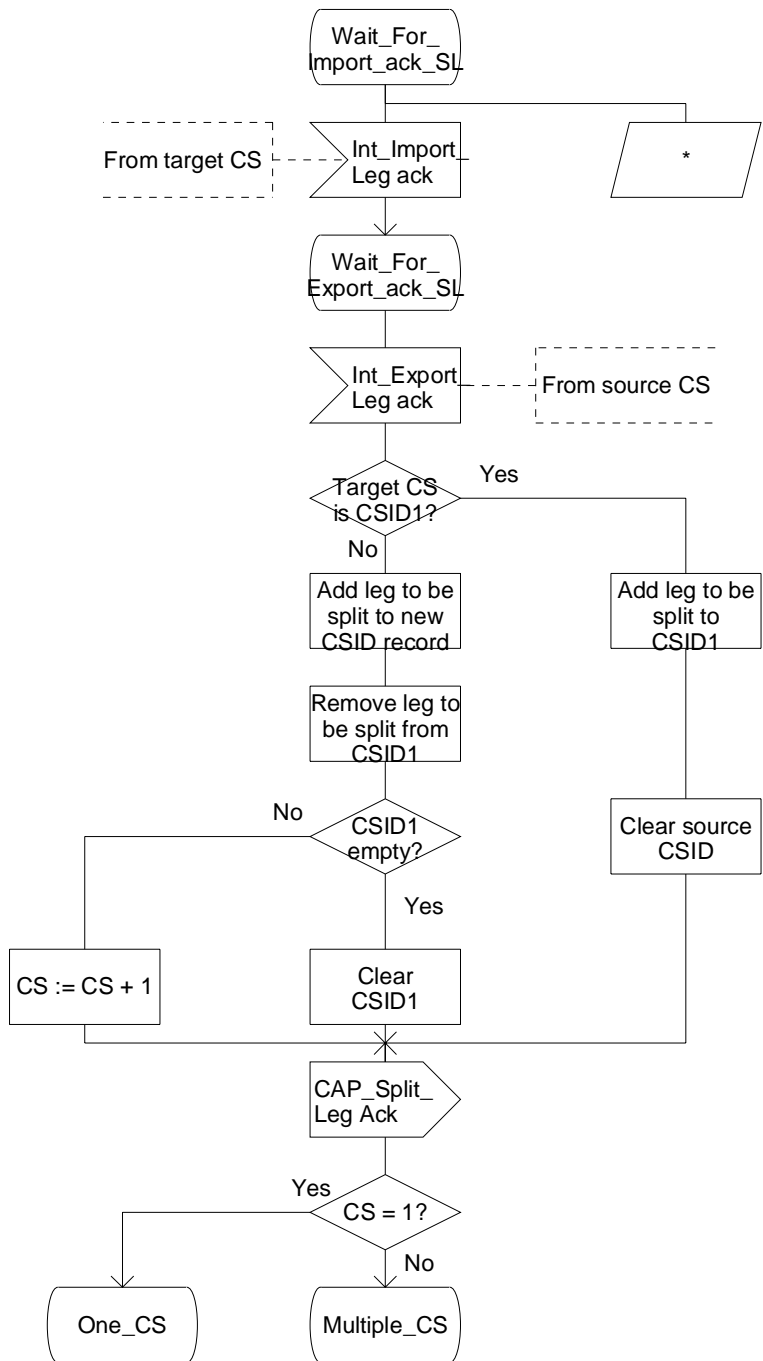 Wait_For_
Import_ack_SL
From target CS
Int_Import_
Leg ack
*
Wait_For_
Export_ack_SL
Int_Export_
Leg ack
From source CS
Target CS
is CSID1?
Yes
No
Add leg to be
split to new
CSID record
Add leg to be
split to
CSID1
Remove leg to
be split from
CSID1
No
CSID1
empty?
Clear source
CSID
Yes
CS := CS + 1
Clear
CSID1
CAP_Split_
Leg Ack
Yes
CS = 1?
No
One_CS
Multiple_CS